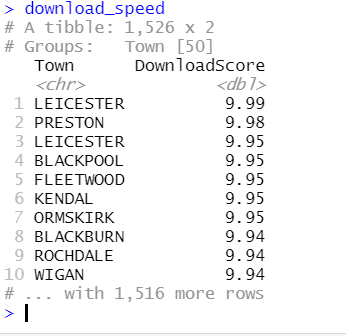 > download_speed
# A tibble: 1,526 x 2
# Groups:   Town [50]
   Town      DownloadScore
   <chr>             <dbl>
 1 LEICESTER          9.99
 2 PRESTON            9.98
 3 LEICESTER          9.95
 4 BLACKPOOL          9.95
 5 FLEETWOOD          9.95
 6 KENDAL             9.95
 7 ORMSKIRK           9.95
 8 BLACKBURN          9.94
 9 ROCHDALE           9.94
10 WIGAN              9.94
# ... with 1,516 more rows
>